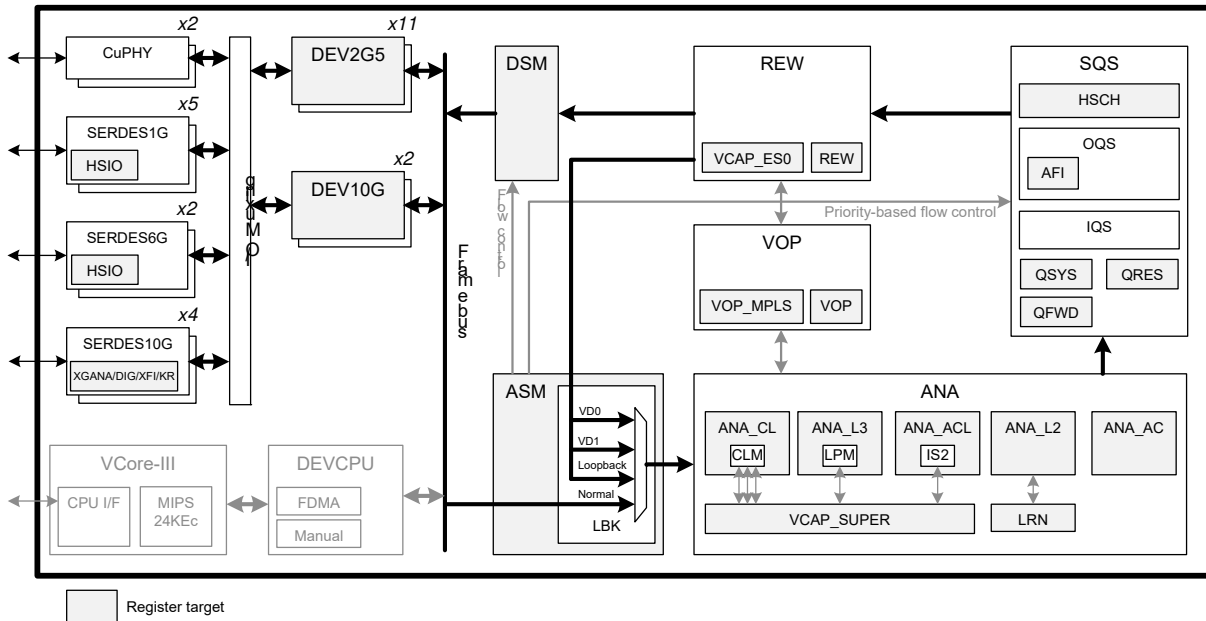 x2
CuPHY
x5
SERDES1G
HSIO
x2
SERDES6G
HSIO
x4
SERDES10G
XGANA/DIG/XFI/KR
x11
DEV2G5
x2
DEV10G
Framebus
VCore-III
CPU I/F
MIPS
24KEc
DEVCPU
FDMA
Manual
DSM
Flow control
REW
VCAP_ES0
REW
Priority-based flow control
VOP
VOP_MPLS
VOP
SQS
HSCH
OQS
AFI
IQS
QSYS
QRES
QFWD
ASM
VD0
VD1
Loopback
Normal
LBK
ANA
ANA_CL
CLM
ANA_L3
LPM
ANA_ACL
IS2
ANA_L2
ANA_AC
VCAP_SUPER
LRN
Register target